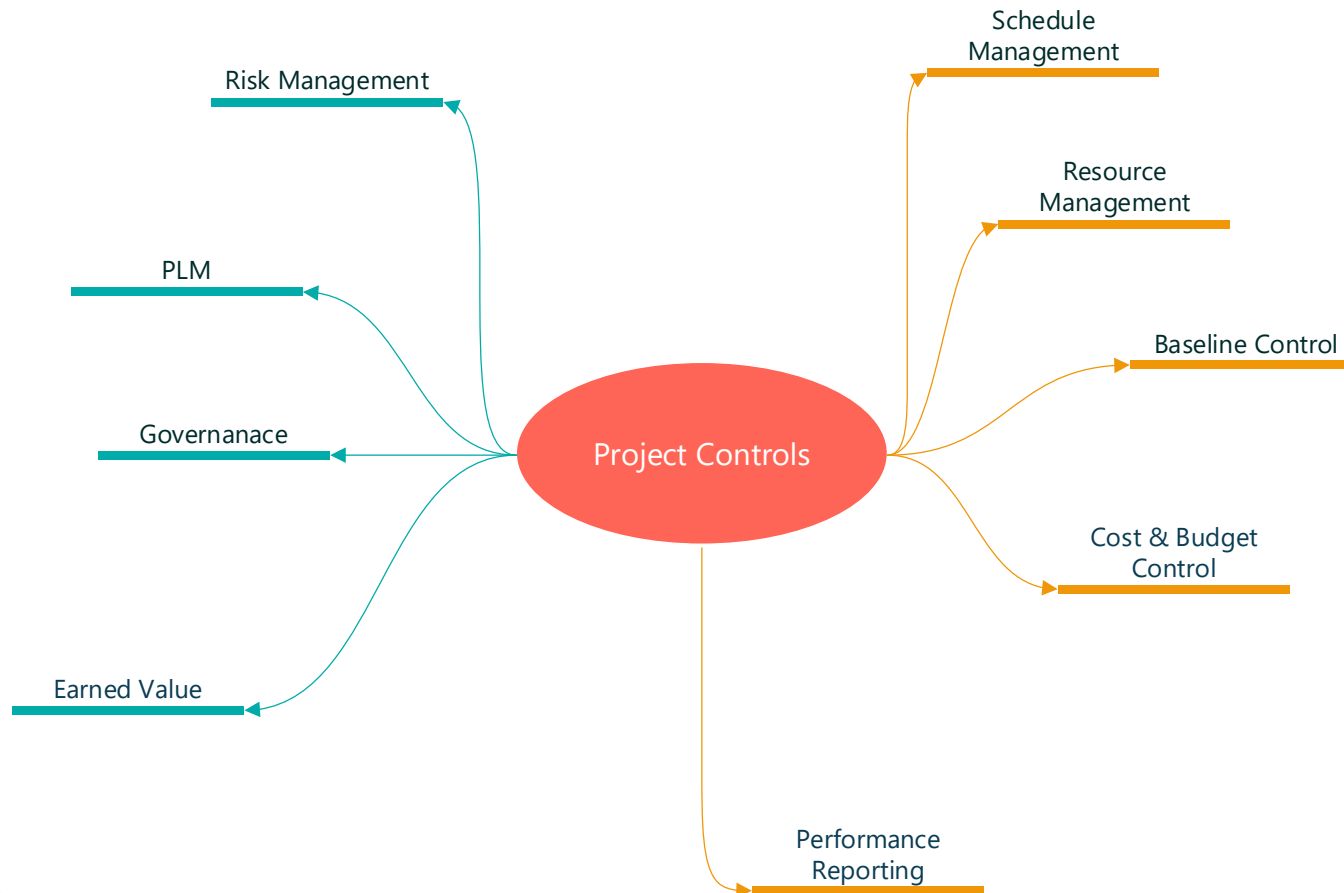 Schedule
Management
Risk Management
Resource
Management
PLM
Baseline Control
Governanace
Project Controls
Cost & Budget
Control
Earned Value
Performance
Reporting